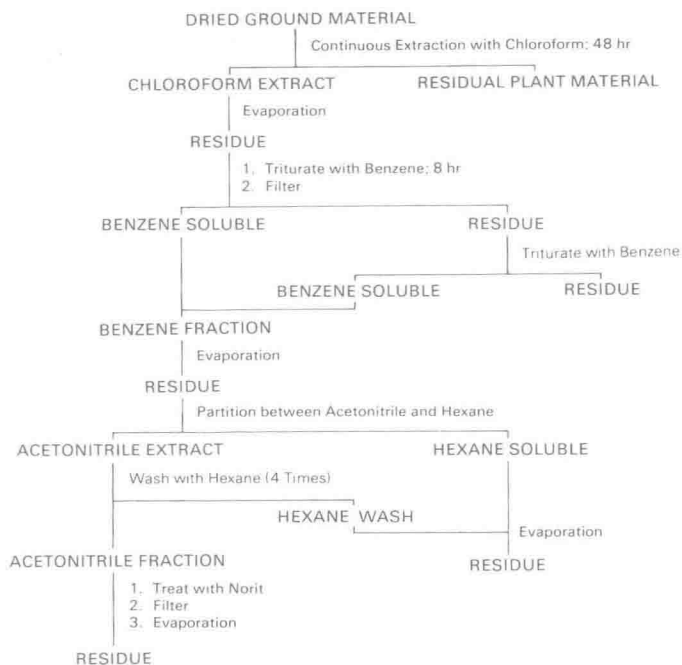 DRIED GROUND MATERIAL
Continuous Extraction with Chloroform; 48 hr
CHLOROFORM EXTRACT RESIDUAL PLANT MATERIAL
Evaporation
RESIDUE
1. Triturate with Benzene; 8 hr
2. Filter
BENZENE SOLUBLE RESIDUE
Triturate with Benzene
BENZENE SOLUBLE RESIDUE
BENZENE FRACTION
Evaporation
RESIDUE
Partition between Acetonitrile and Hexane
ACETONITRILE EXTRACT HEXANE SOLUBLE
Wash with Hexane (4 Times)
HEXANE WASH
Evaporation
ACETONITRILE FRACTION
RESIDUE
1. Treat with Norit
2. Filter
3. Evaporation
RESIDUE